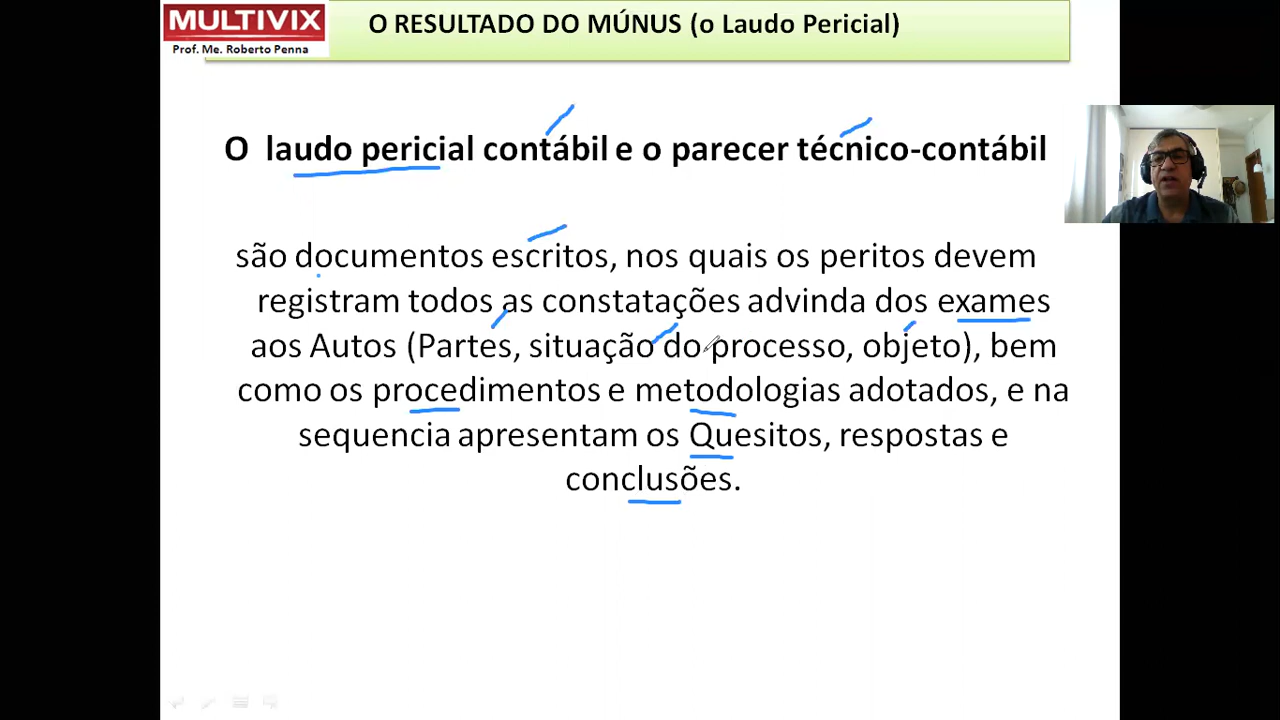 MULTIVIX
Prof. Me. Roberto Penna
O RESULTADO DO MÚNUS (o Laudo Pericial)
O laudo pericial contábil e o parecer técnico-contábil
são documentos escritos, nos quais os peritos devem
registram todos as constatações advinda dos exames
aos Autos (Partes, situação do processo, objeto), bem
como os procedimentos e metodologias adotados, e na
sequencia apresentam os Quesitos, respostas e
conclusões.